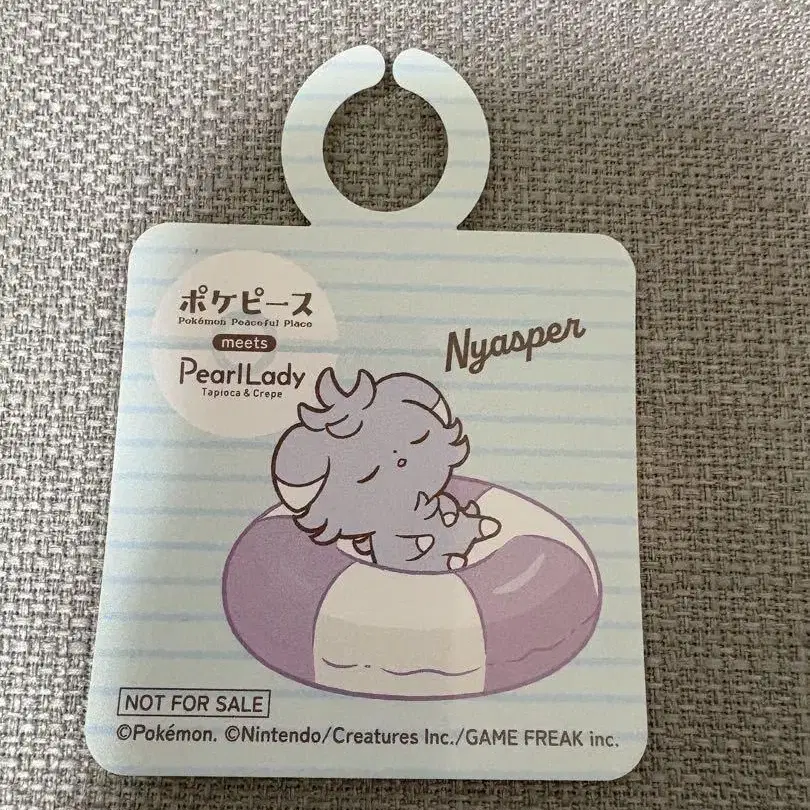 ポケピース
Pokémon Peaceful Place
meets
PearlLady
Tapioca & Crepe
Nyasper
NOT FOR SALE
©Pokémon. ©Nintendo/Creatures Inc./GAME FREAK inc.